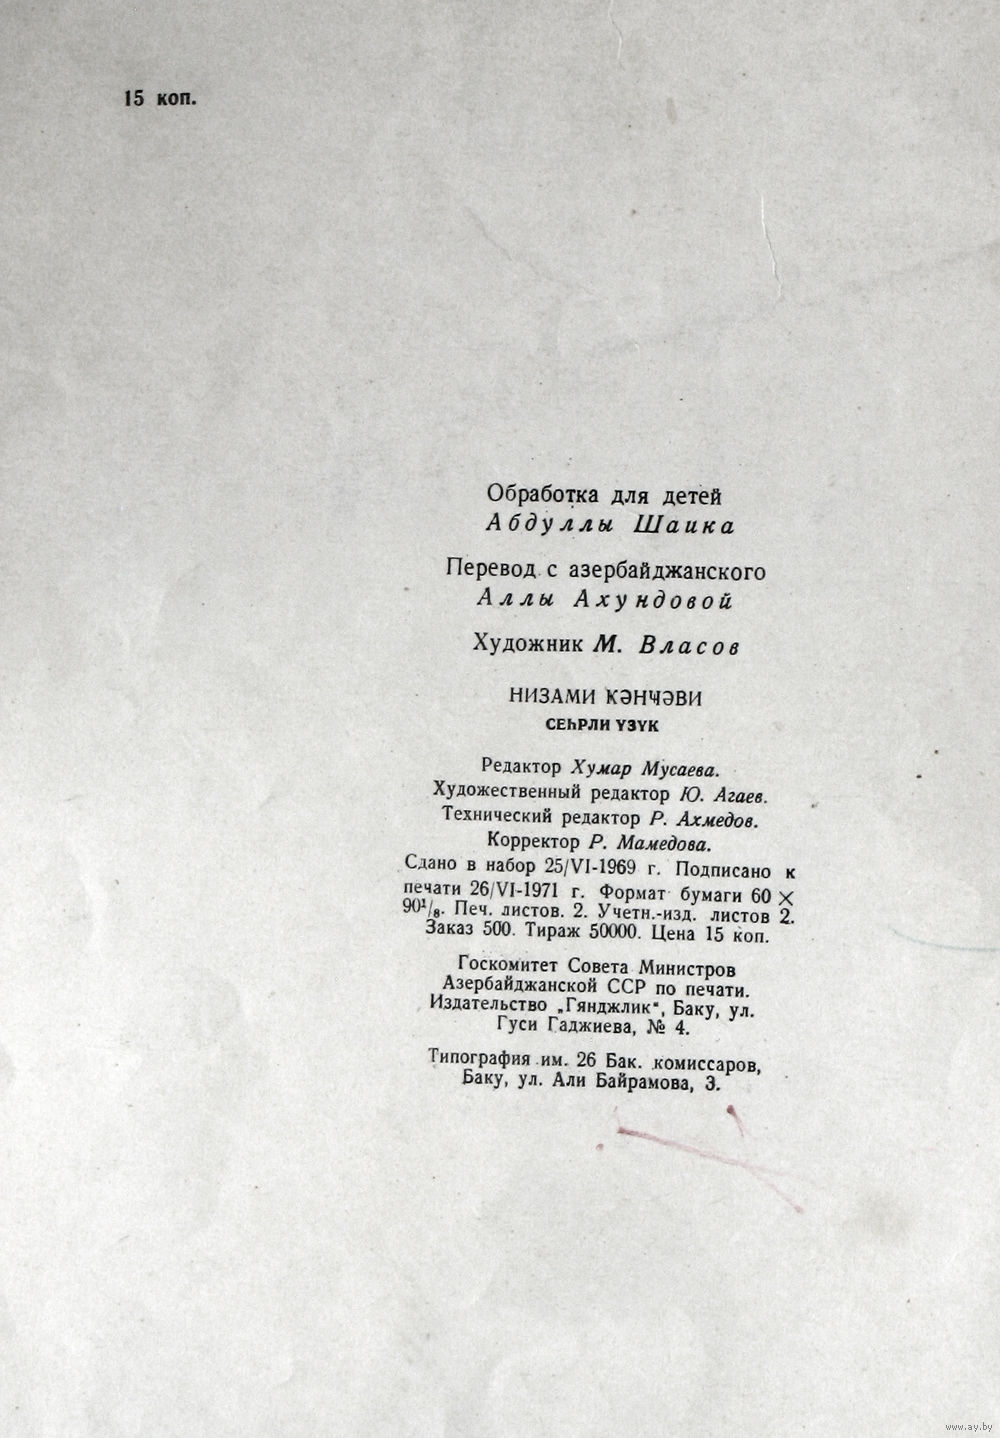 15 коп.
Обработка для детей
Абдуллы Шаика
Перевод с азербайджанского
Аллы Ахундовой
Художник М. Власов
НИЗАМИ ҜӘНҸӘВИ
СЕҺРЛИ ҮЗҮК
Редактор Хумар Мусаева.
Художественный редактор Ю. Агаев.
Технический редактор Р. Ахмедов.
Корректор Р. Мамедова.
Сдано в набор 25/VI-1969 г. Подписано к
печати 26/VI-1971 г. Формат бумаги 60 ×
90¹/₈. Печ. листов. 2. Учетн.-изд. листов 2.
Заказ 500. Тираж 50000. Цена 15 коп.
Госкомитет Совета Министров
Азербайджанской ССР по печати.
Издательство „Гянджлик", Баку, ул.
Гуси Гаджиева, № 4.
Типография им. 26 Бак. комиссаров,
Баку, ул. Али Байрамова, 3.
www.ay.by